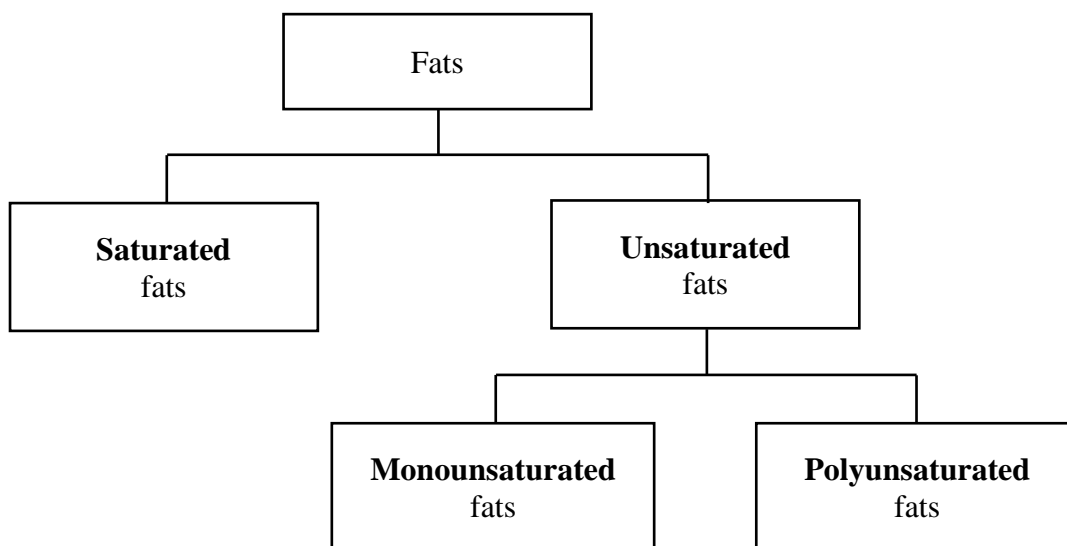 Fats
Saturated
fats
Unsaturated
fats
Monounsaturated
fats
Polyunsaturated
fats